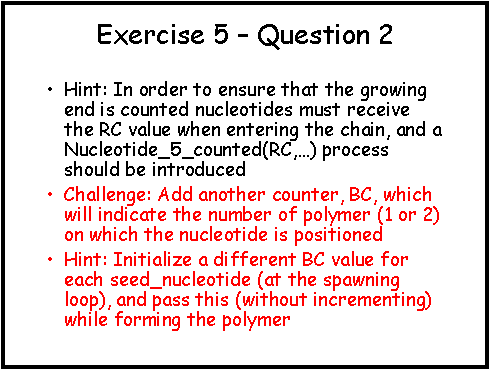 Exercise 5 – Question 2
• Hint: In order to ensure that the growing
end is counted nucleotides must receive
the RC value when entering the chain, and a
Nucleotide_5_counted(RC,…) process
should be introduced
• Challenge: Add another counter, BC, which
will indicate the number of polymer (1 or 2)
on which the nucleotide is positioned
• Hint: Initialize a different BC value for
each seed_nucleotide (at the spawning
loop), and pass this (without incrementing)
while forming the polymer